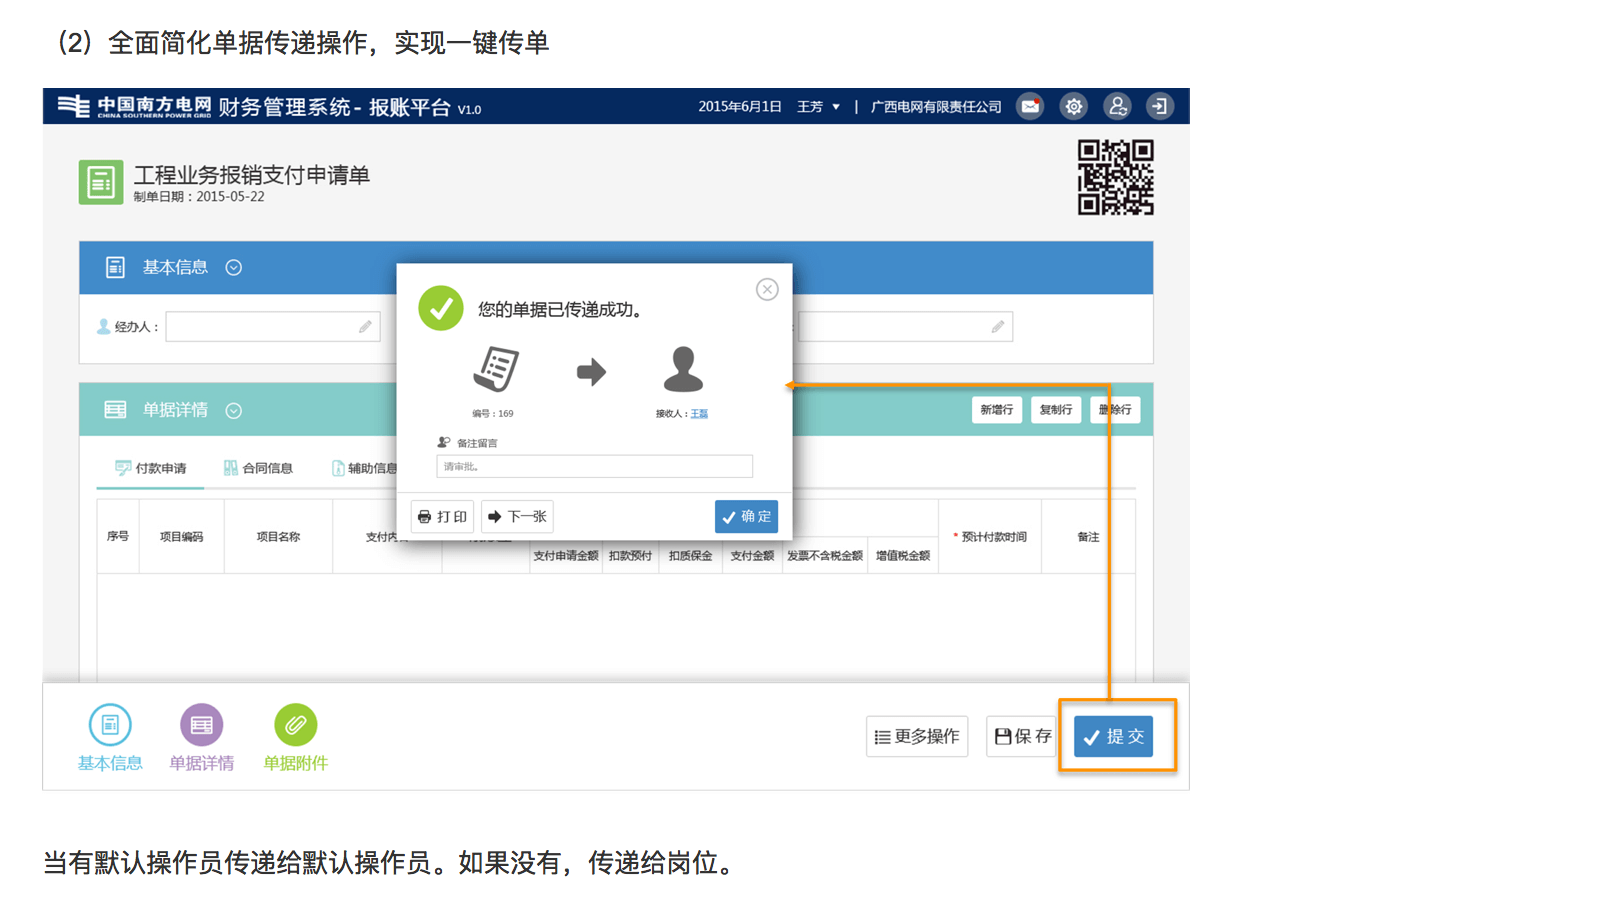 （2）全面简化单据传递操作，实现一键传单
中国南方电网 CHINA SOUTHERN POWER GRID 财务管理系统-报账平台 V1.0 2015年6月1日 王芳 ▼ | 广西电网有限责任公司
工程业务报销支付申请单
制单日期：2015-05-22
基本信息
经办人：
您的单据已传递成功。
编号：169 接收人：王磊
备注留言
请审批。
打印 下一张 确定
单据详情 新增行 复制行 删除行
付款申请 合同信息 辅助信息
序号 项目编码 项目名称 支付内 * 预计付款时间 备注
支付申请金额 扣款预付 扣质保金 支付金额 发票不含税金额 增值税金额
基本信息 单据详情 单据附件 更多操作 保存 提交
当有默认操作员传递给默认操作员。如果没有，传递给岗位。